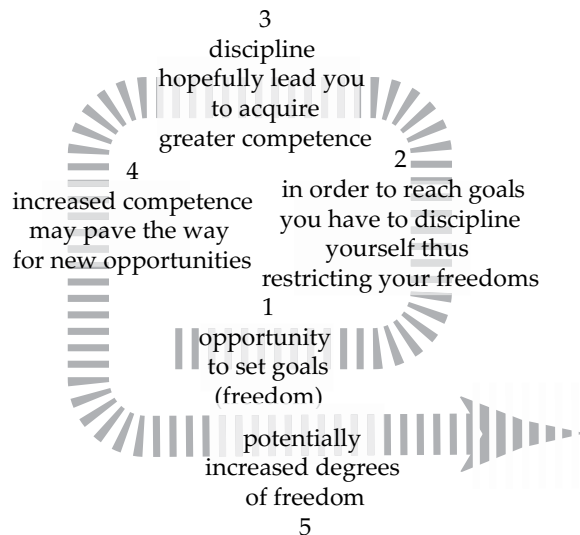 3
discipline
hopefully lead you
to acquire
greater competence
4
increased competence
may pave the way
for new opportunities
2
in order to reach goals
you have to discipline
yourself thus
restricting your freedoms
1
opportunity
to set goals
(freedom)
potentially
increased degrees
of freedom
5